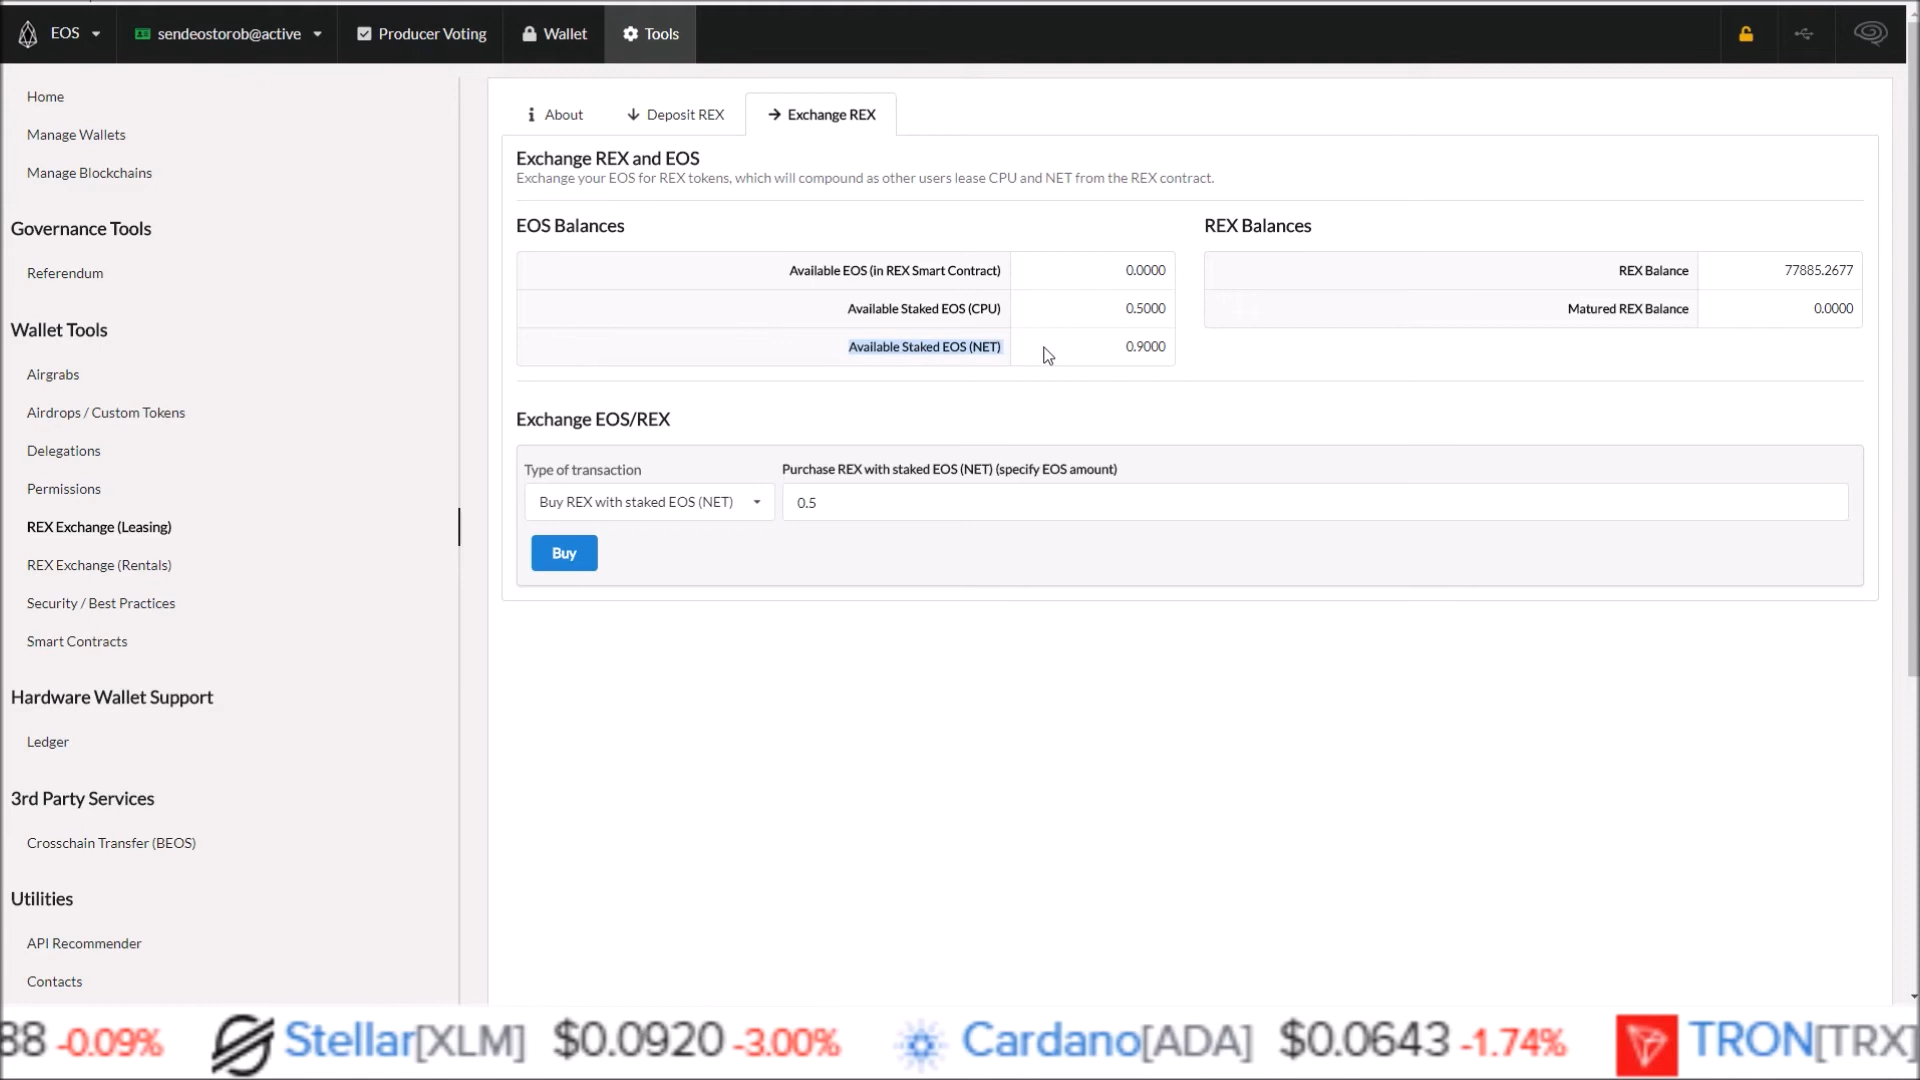 EOS
sendeostorob@active
Producer Voting
Wallet
Tools
Home
Manage Wallets
Manage Blockchains
Governance Tools
Referendum
Wallet Tools
Airgrabs
Airdrops / Custom Tokens
Delegations
Permissions
REX Exchange (Leasing)
REX Exchange (Rentals)
Security / Best Practices
Smart Contracts
Hardware Wallet Support
Ledger
3rd Party Services
Crosschain Transfer (BEOS)
Utilities
API Recommender
Contacts
About
Deposit REX
Exchange REX
Exchange REX and EOS
Exchange your EOS for REX tokens, which will compound as other users lease CPU and NET from the REX contract.
EOS Balances
Available EOS (in REX Smart Contract) 0.0000
Available Staked EOS (CPU) 0.5000
Available Staked EOS (NET) 0.9000
REX Balances
REX Balance 77885.2677
Matured REX Balance 0.0000
Exchange EOS/REX
Type of transaction
Buy REX with staked EOS (NET)
Purchase REX with staked EOS (NET) (specify EOS amount)
0.5
Buy
88 -0.09% Stellar[XLM] $0.0920 -3.00% Cardano[ADA] $0.0643 -1.74% TRON[TRX]